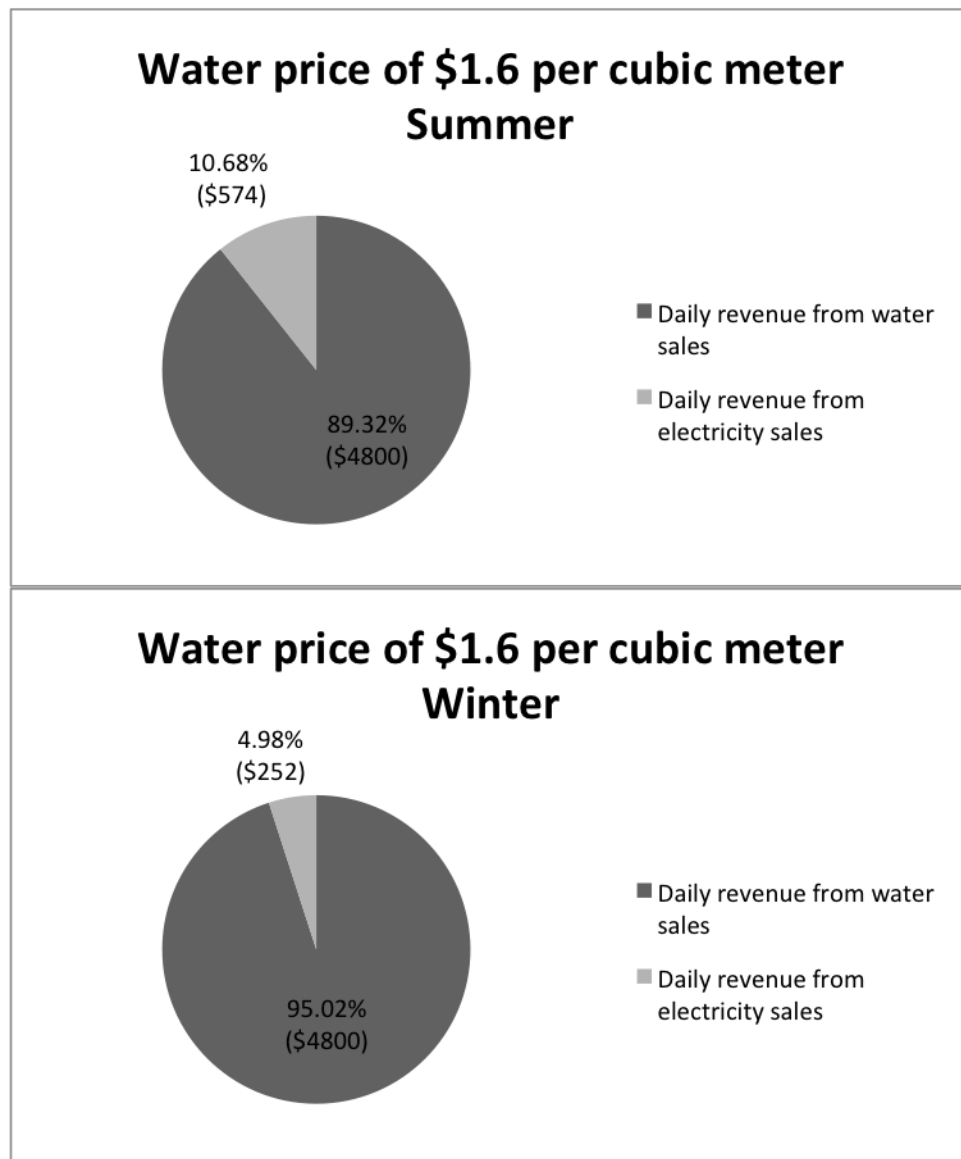 Water price of $1.6 per cubic meter
Summer
10.68%
($574)
89.32%
($4800)
Daily revenue from water
sales
Daily revenue from
electricity sales
Water price of $1.6 per cubic meter
Winter
4.98%
($252)
95.02%
($4800)
Daily revenue from water
sales
Daily revenue from
electricity sales